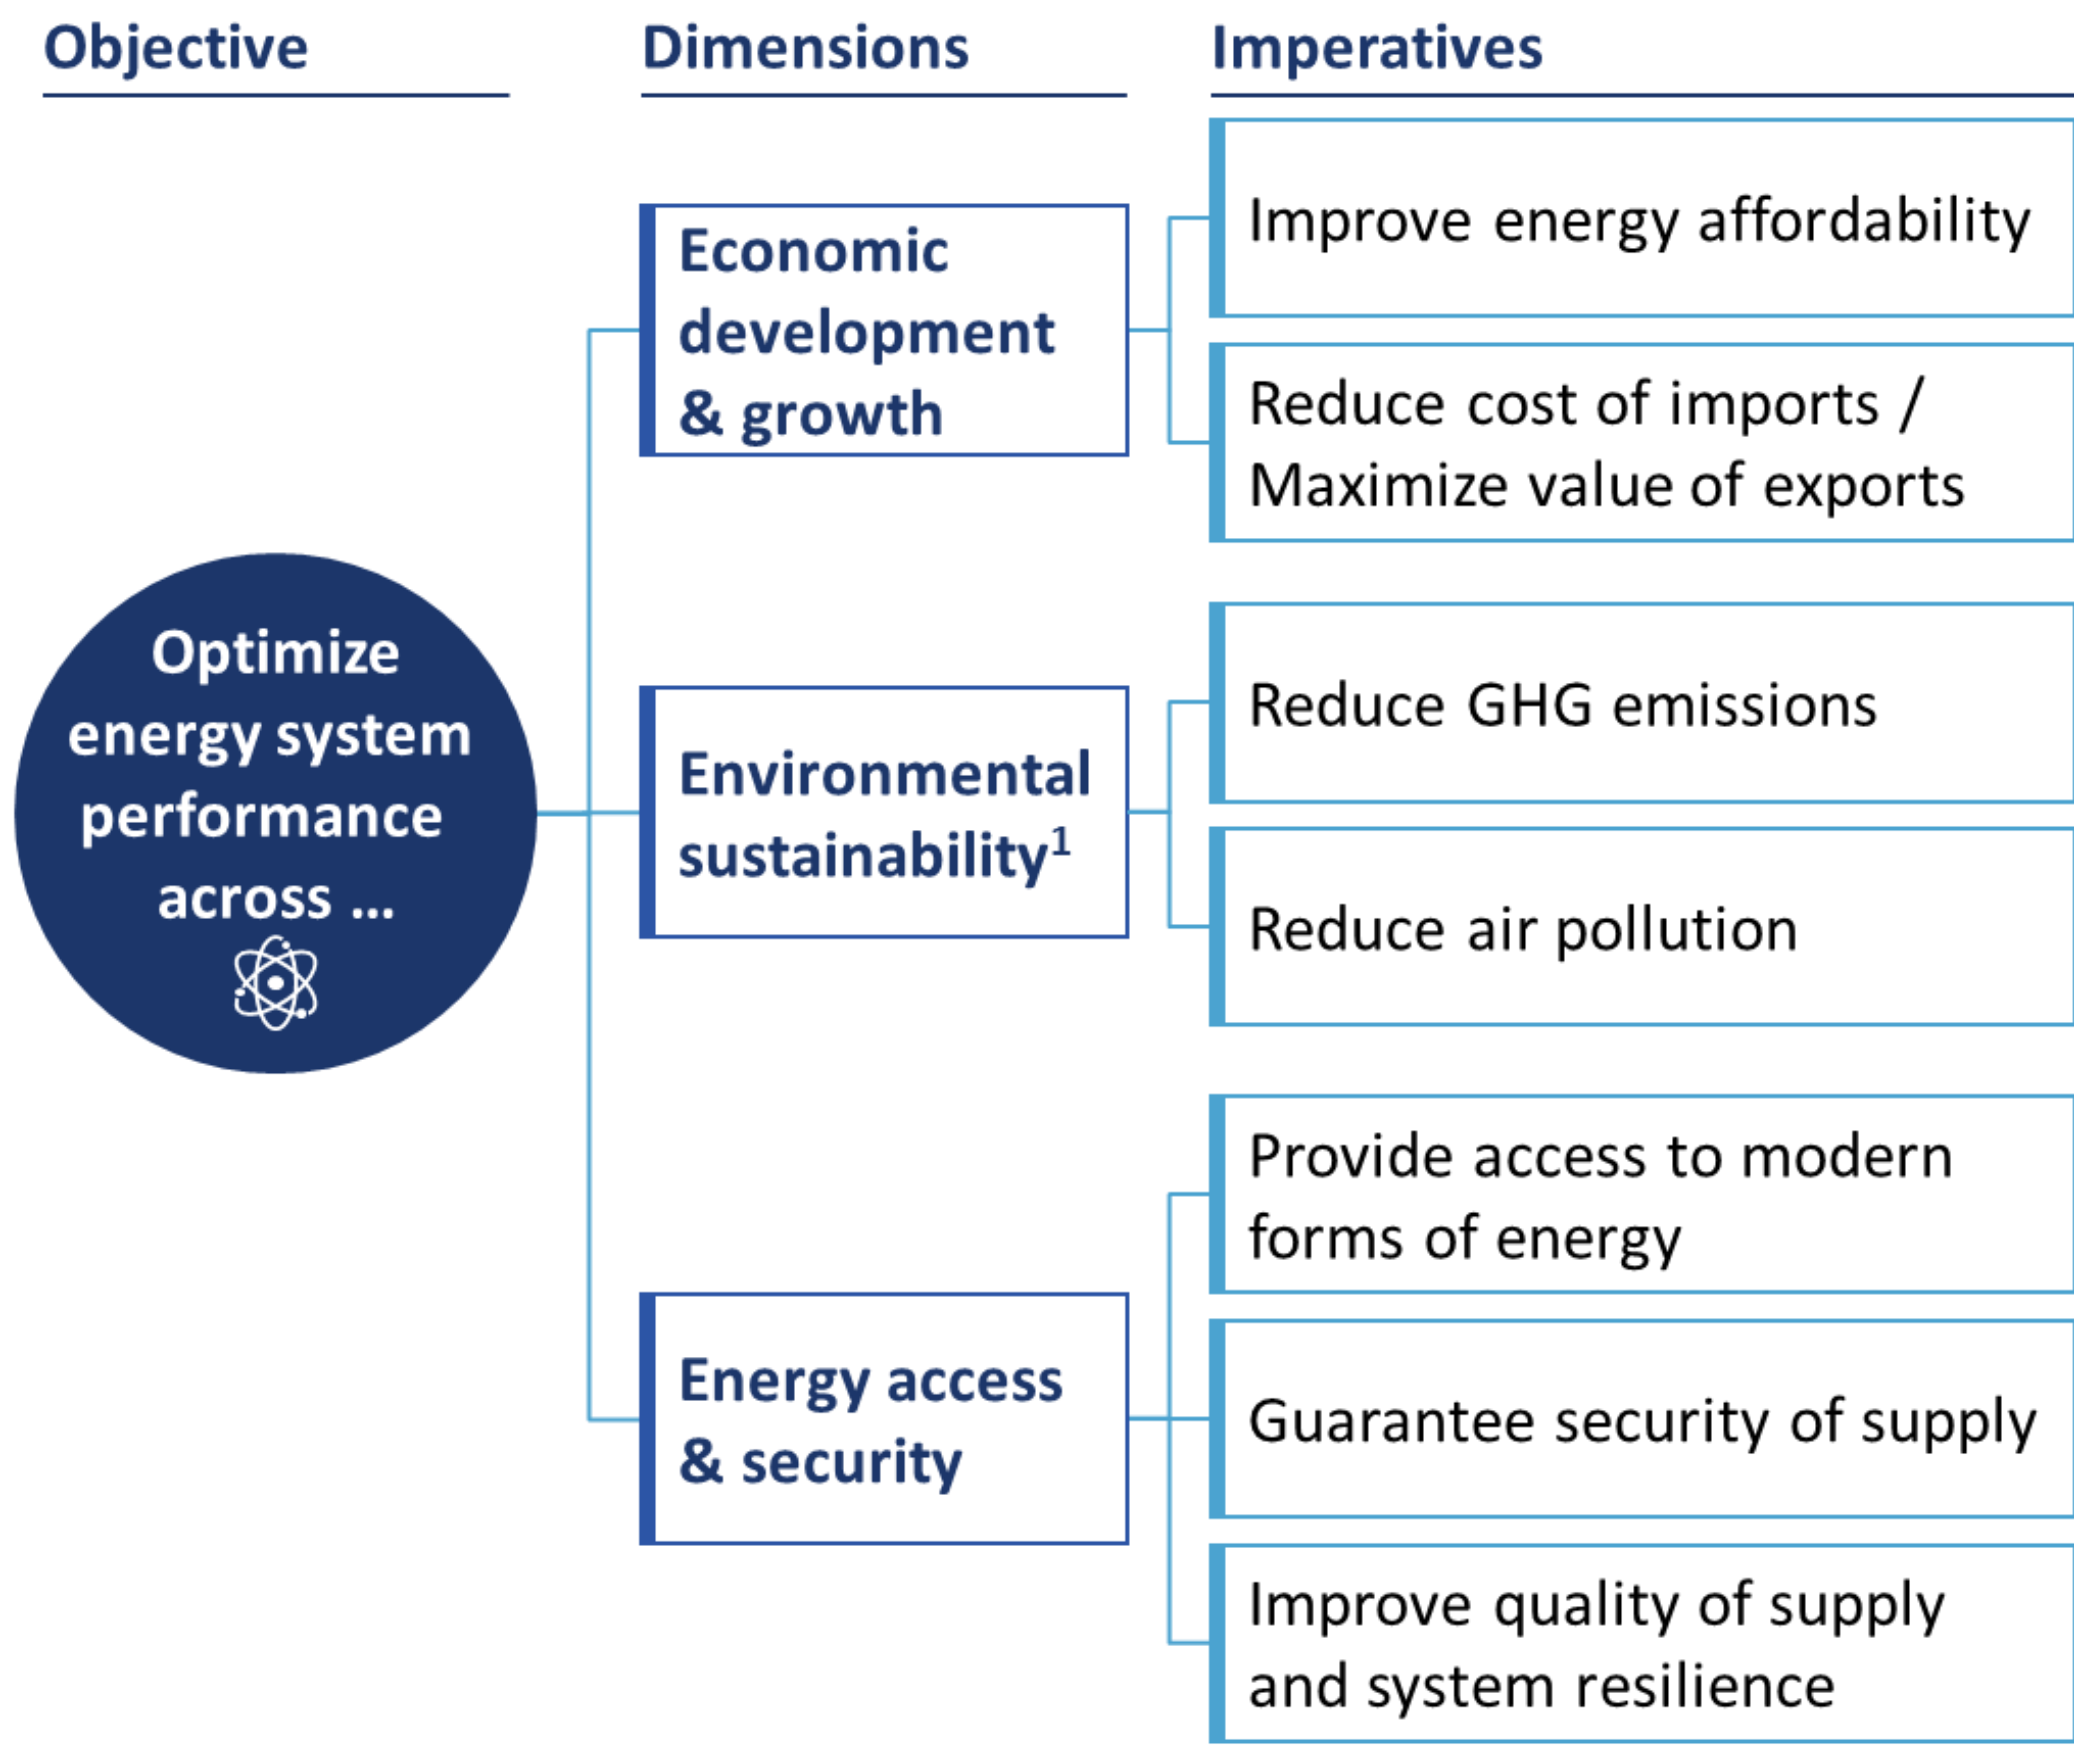 Objective
Dimensions
Imperatives
Optimize
energy system
performance
across ...
Economic
development
& growth
Improve energy affordability
Reduce cost of imports /
Maximize value of exports
Environmental
sustainability¹
Reduce GHG emissions
Reduce air pollution
Energy access
& security
Provide access to modern
forms of energy
Guarantee security of supply
Improve quality of supply
and system resilience